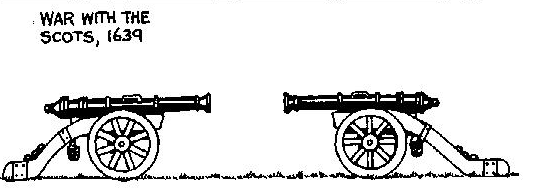 WAR WITH THE
SCOTS, 1639